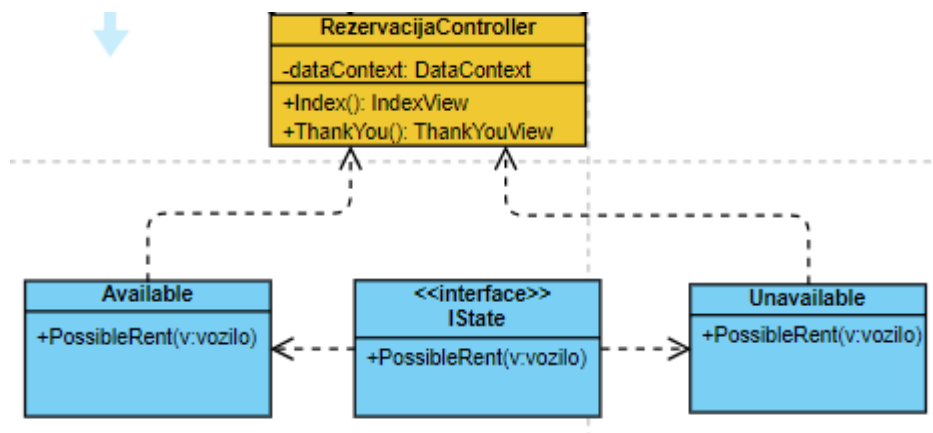 RezervacijaController
-dataContext: DataContext
+Index(): IndexView
+ThankYou(): ThankYouView
Available
+PossibleRent(v:vozilo)
<<interface>>
IState
+PossibleRent(v:vozilo)
Unavailable
+PossibleRent(v:vozilo)